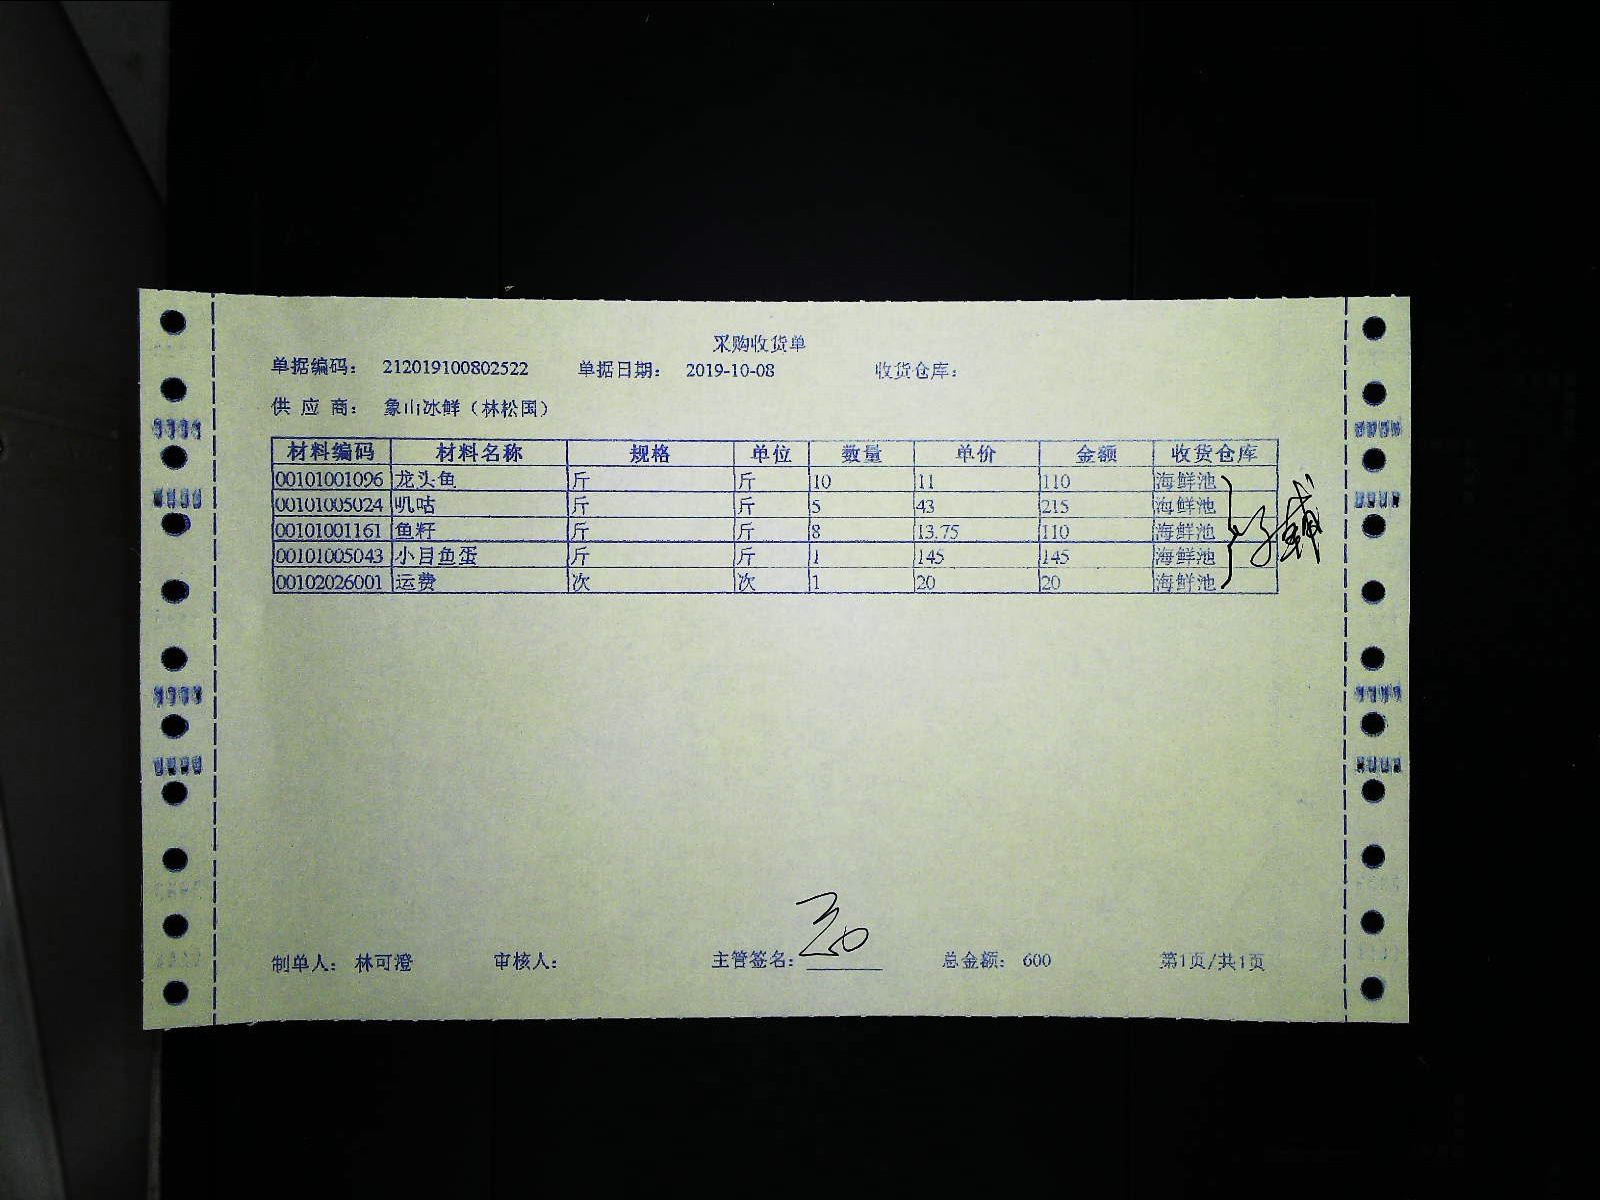 采购收货单
单据编码： 212019100802522 单据日期： 2019-10-08 收货仓库：
供 应 商： 象山冰鲜（林松国）
材料编码 材料名称 规格 单位 数量 单价 金额 收货仓库
00101001096 龙头鱼 斤 斤 10 11 110 海鲜池
00101005024 叽咕 斤 斤 5 43 215 海鲜池
00101001161 鱼籽 斤 斤 8 13.75 110 海鲜池
00101005043 小目鱼蛋 斤 斤 1 145 145 海鲜池
00102026001 运费 次 次 1 20 20 海鲜池
制单人： 林可澄 审核人： 主管签名： 总金额： 600 第1页/共1页